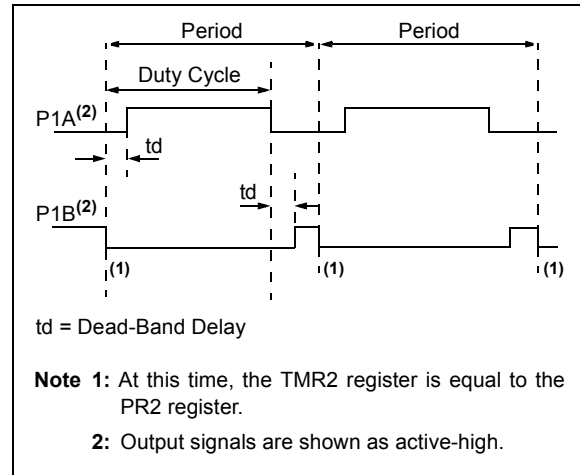 Period Period
Duty Cycle
P1A(2)
td
td
P1B(2)
(1) (1) (1)
td = Dead-Band Delay
Note 1: At this time, the TMR2 register is equal to the
PR2 register.
2: Output signals are shown as active-high.